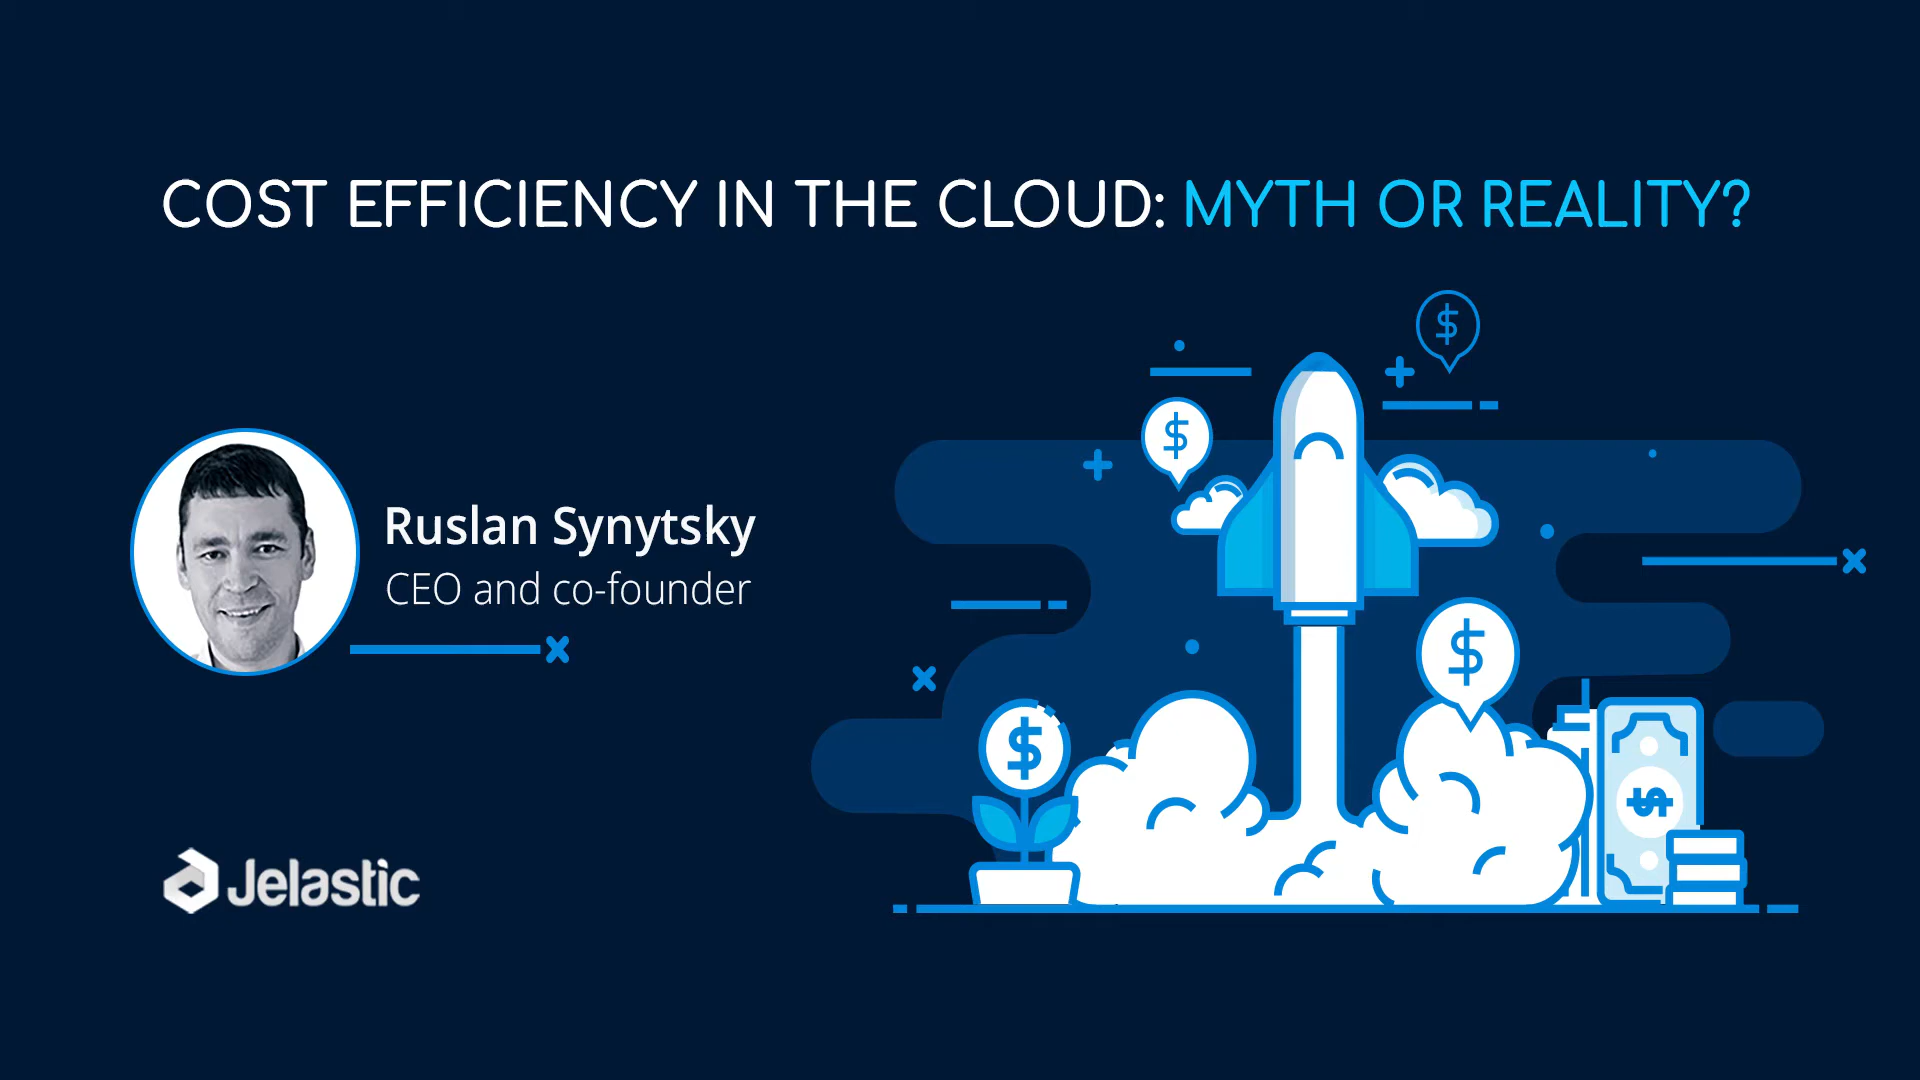 COST EFFICIENCY IN THE CLOUD: MYTH OR REALITY?
$
$
Ruslan Synytsky
CEO and co-founder
$
$
$
Jelastic